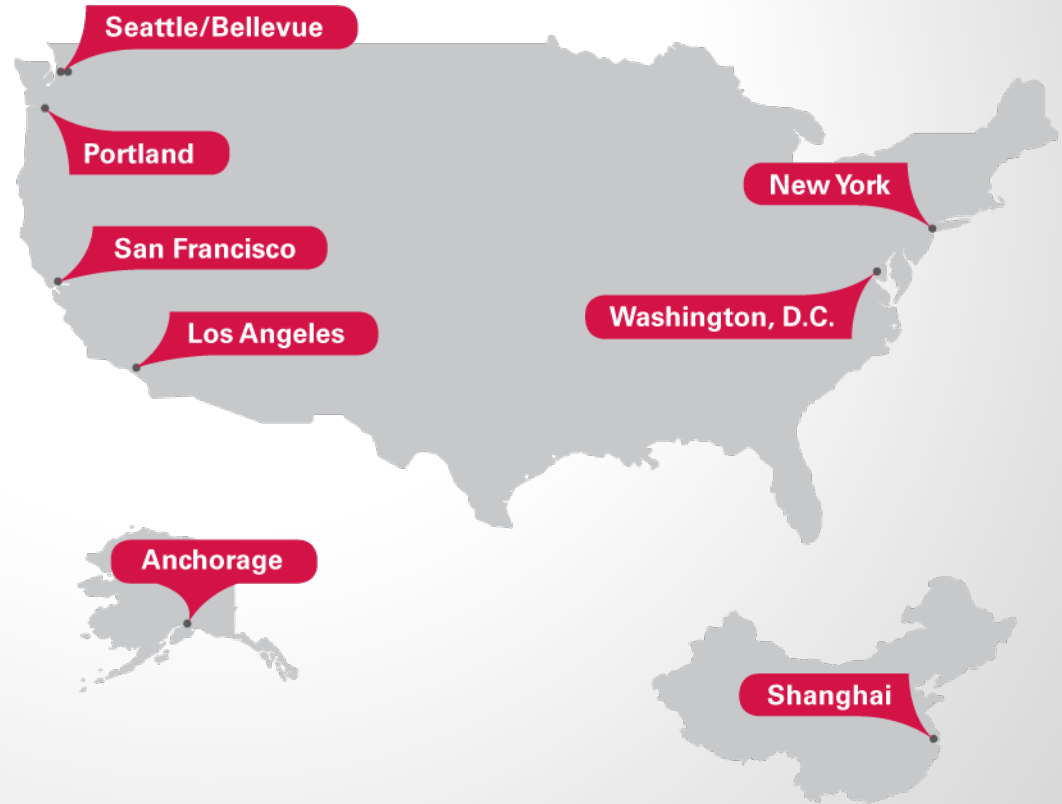 Seattle/Bellevue
Portland
New York
San Francisco
Washington, D.C.
Los Angeles
Anchorage
Shanghai